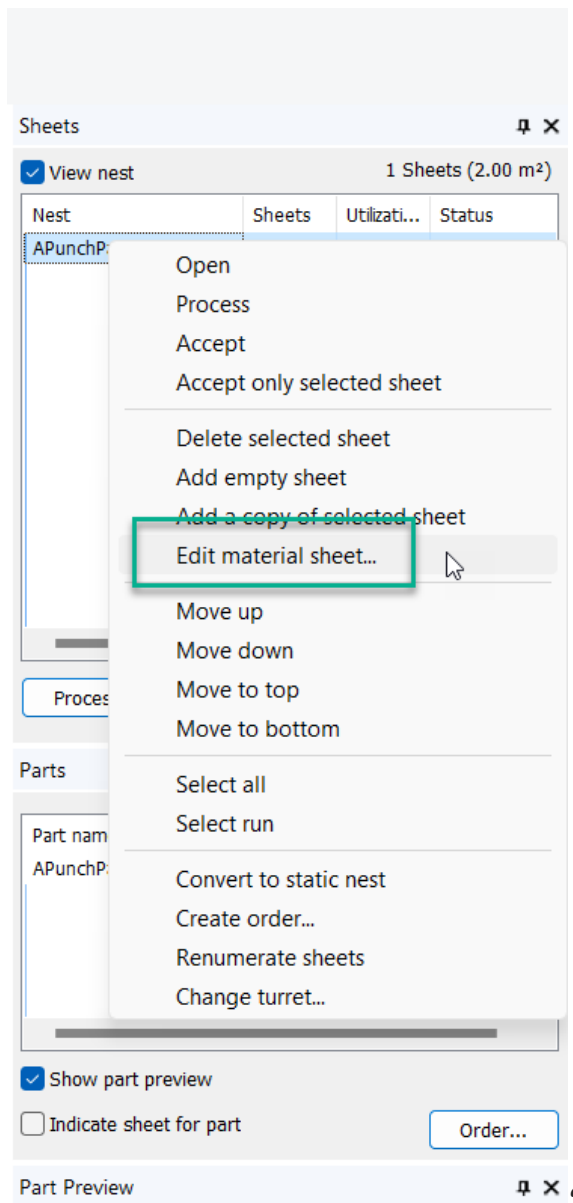 Sheets
View nest 1 Sheets (2.00 m²)
Nest Sheets Utilizati... Status
APunchP
Open
Process
Accept
Accept only selected sheet
Delete selected sheet
Add empty sheet
Add a copy of selected sheet
Edit material sheet...
Move up
Move down
Move to top
Move to bottom
Proces
Parts
Select all
Select run
Part nam
APunchP
Convert to static nest
Create order...
Renumerate sheets
Change turret...
Show part preview
Indicate sheet for part Order...
Part Preview